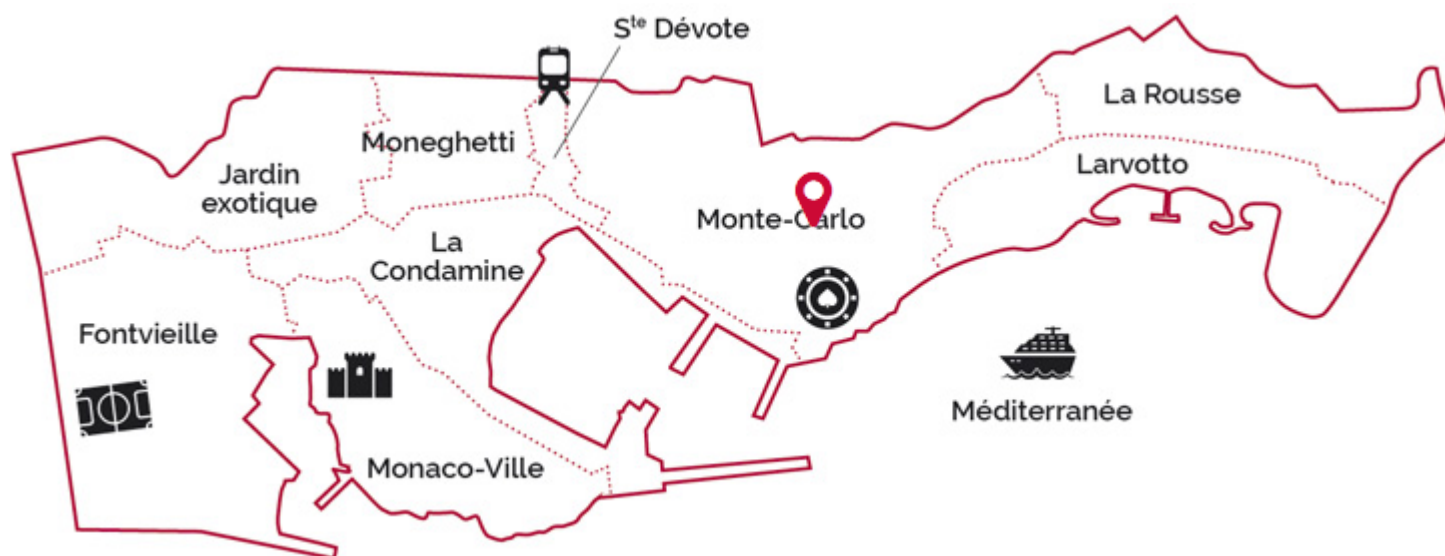 Sᵗᵉ Dévote
La Rousse
Moneghetti
Larvotto
Jardin
exotique
Monte-Carlo
La
Condamine
Fontvieille
Méditerranée
Monaco-Ville